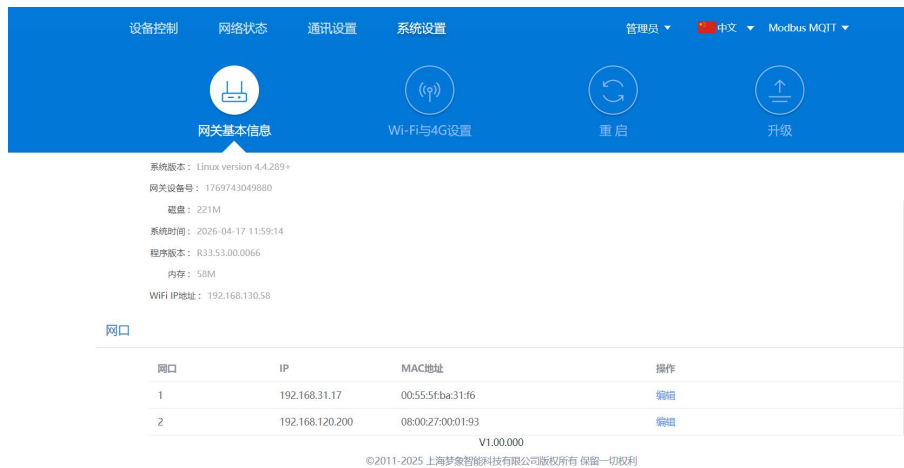 设备控制 网络状态 通讯设置 系统设置 管理员 中文 Modbus MQTT
网关基本信息 Wi-Fi与4G设置 重启 升级
系统版本： Linux version 4.4.289+
网关设备号： 1769743049880
磁盘： 221M
系统时间： 2026-04-17 11:59:14
程序版本： R33.53.00.0066
内存： 58M
WiFi IP地址： 192.168.130.58
网口
网口 IP MAC地址 操作
1 192.168.31.17 00:55:5f:ba:31:f6 编辑
2 192.168.120.200 08:00:27:00:01:93 编辑
V1.00.000
©2011-2025 上海梦象智能科技有限公司版权所有 保留一切权利